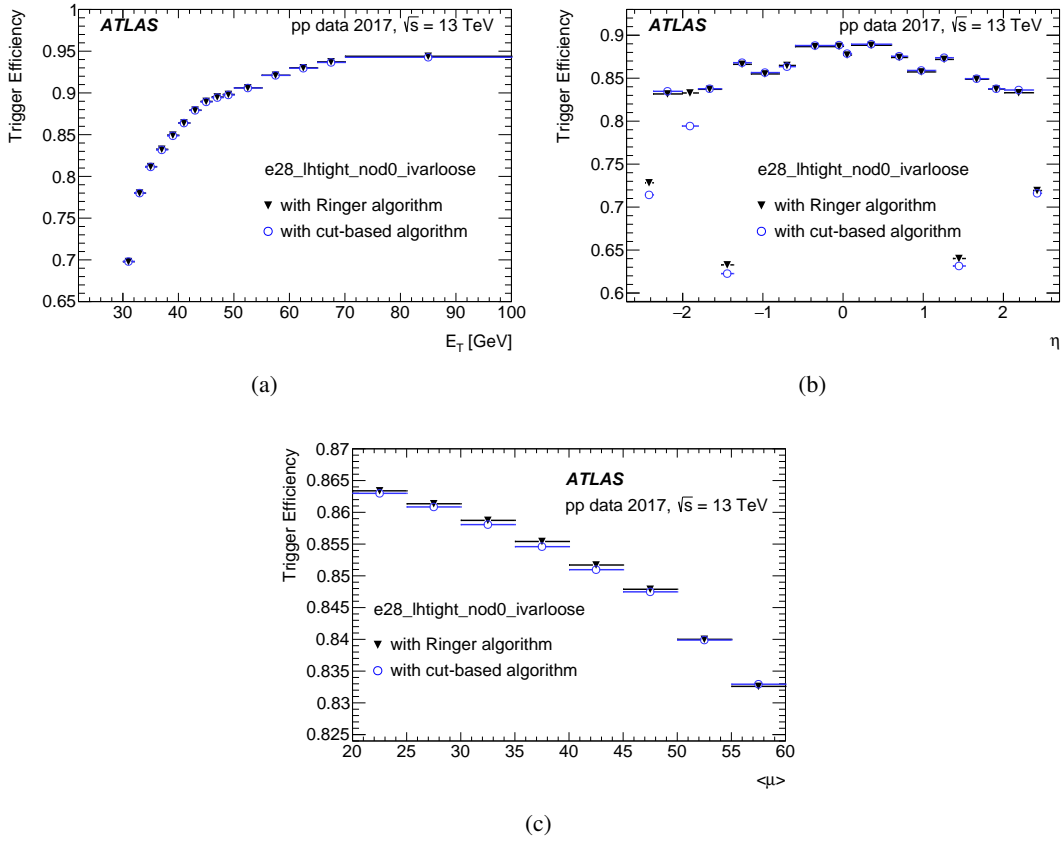 ATLAS
pp data 2017, √s = 13 TeV
Trigger Efficiency
0.65
0.7
0.75
0.8
0.85
0.9
0.95
1
e28_lhtight_nod0_ivarloose
with Ringer algorithm
with cut-based algorithm
30 40 50 60 70 80 90 100
E_T [GeV]
(a)
ATLAS
pp data 2017, √s = 13 TeV
Trigger Efficiency
0.6
0.65
0.7
0.75
0.8
0.85
0.9
e28_lhtight_nod0_ivarloose
with Ringer algorithm
with cut-based algorithm
−2 −1 0 1 2
η
(b)
ATLAS
pp data 2017, √s = 13 TeV
Trigger Efficiency
0.825
0.83
0.835
0.84
0.845
0.85
0.855
0.86
0.865
0.87
e28_lhtight_nod0_ivarloose
with Ringer algorithm
with cut-based algorithm
20 25 30 35 40 45 50 55 60
<μ>
(c)